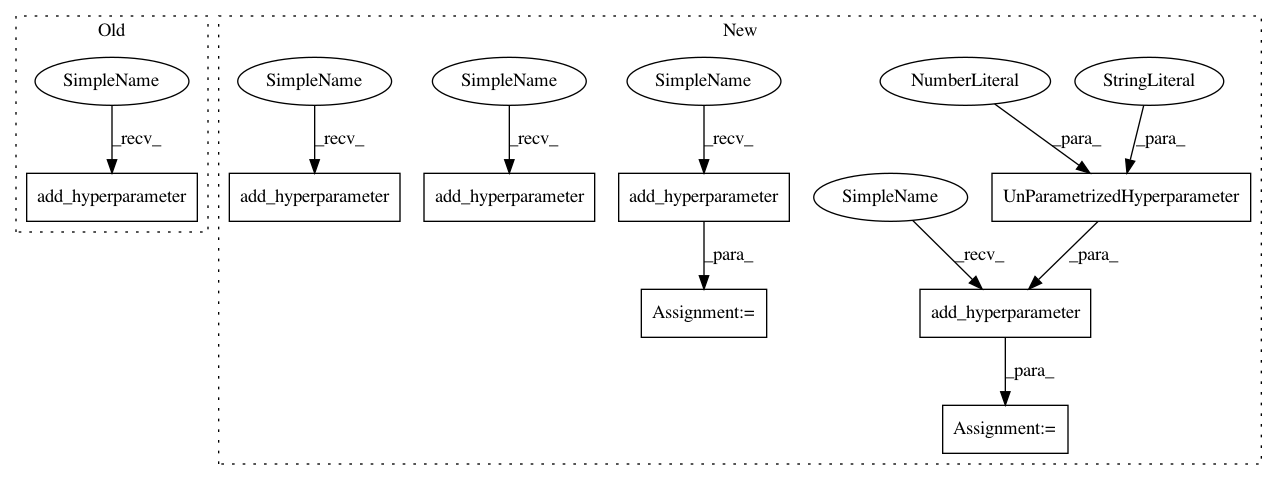 Old
New
SimpleName
SimpleName
SimpleName
SimpleName
NumberLiteral
StringLiteral
_recv_
_recv_
_recv_
_recv_
_para_
_para_
add_hyperparameter
add_hyperparameter
add_hyperparameter
add_hyperparameter
SimpleName
UnParametrizedHyperparameter
_para_
_recv_
_para_
Assignment:=
add_hyperparameter
_para_
Assignment:=